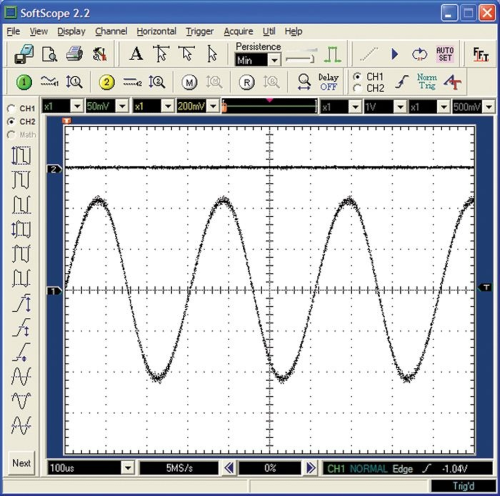 SoftScope 2.2
File View Display Channel Horizontal Trigger Acquire Util Help
A Persistence Min AUTO SET F.F.T
1 2 M R Delay OFF CH1 CH2 Norm Trig
CH1 x1 50mV x1 200mV x1 1V x1 500mV
CH2
Math
T
2
1 T
Next
100us 5MS/s 0% CH1 NORMAL Edge -1.04V
Trig'd